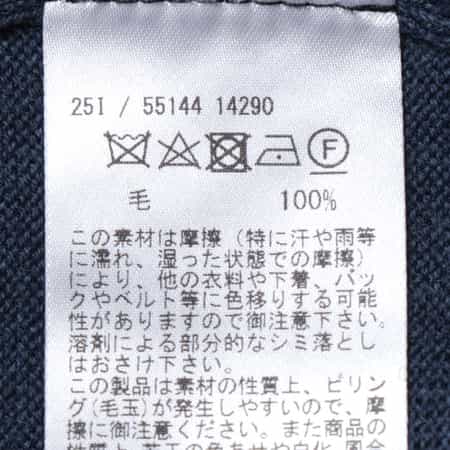 25I / 55144 14290
F
毛 100%
この素材は摩擦（特に汗や雨等
に濡れ、湿った状態での摩擦）
により、他の衣料や下着、バッ
クやベルト等に色移りする可能
性がありますので御注意下さい。
溶剤による部分的なシミ落とし
はおさけ下さい。
この製品は素材の性質上、ピリン
グ(毛玉)が発生しやすいので、摩
擦に御注意ください。また商品の